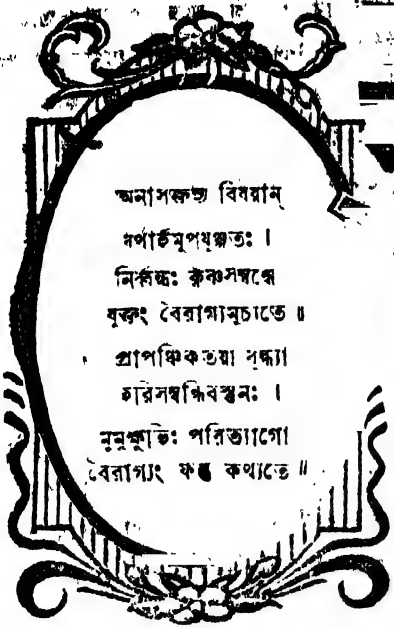 অনাসক্তস্য বিষয়ান্
যথার্হমুপযুঞ্জতঃ ।
নির্ব্বন্ধঃ কৃষ্ণসম্বন্ধে
যুক্তং বৈরাগ্যমুচ্যতে ॥
প্রাপঞ্চিকতয়া বুদ্ধ্যা
হরিসম্বন্ধিবস্তুনঃ ।
মুমুক্ষুভিঃ পরিত্যাগো
বৈরাগ্যং ফল্গু কথ্যতে ॥